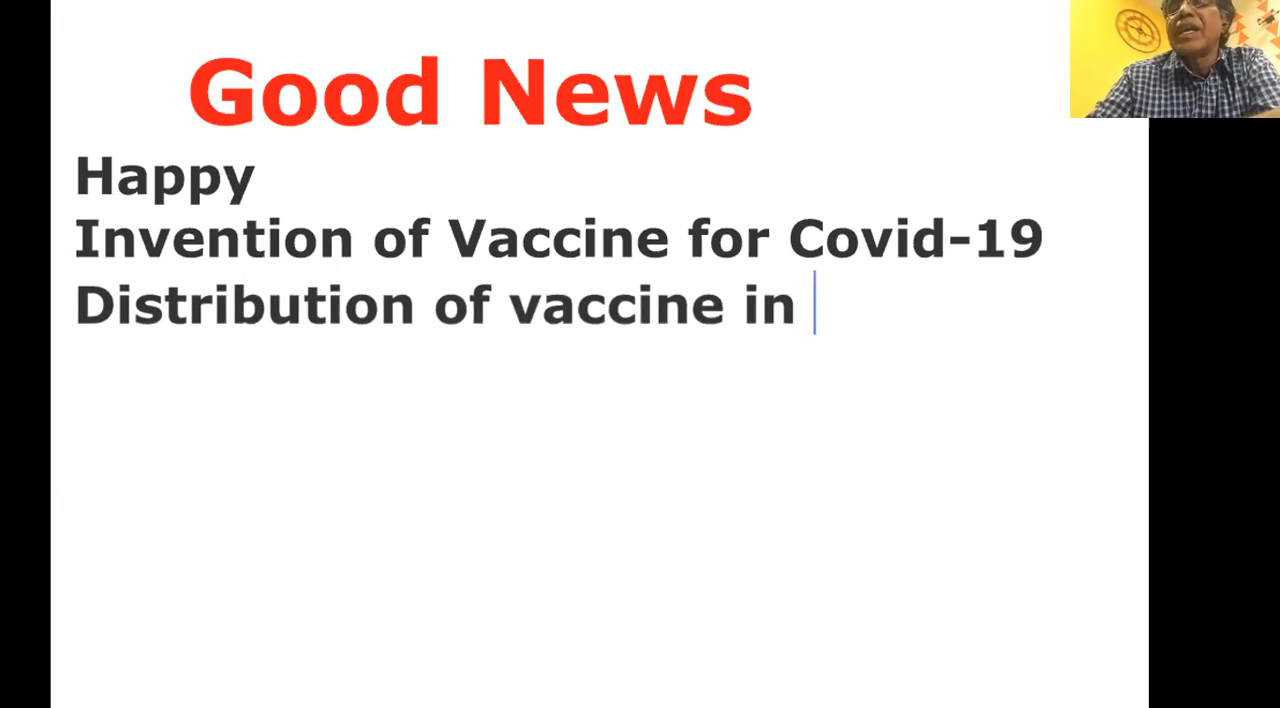 Good News
Happy
Invention of Vaccine for Covid-19
Distribution of vaccine in